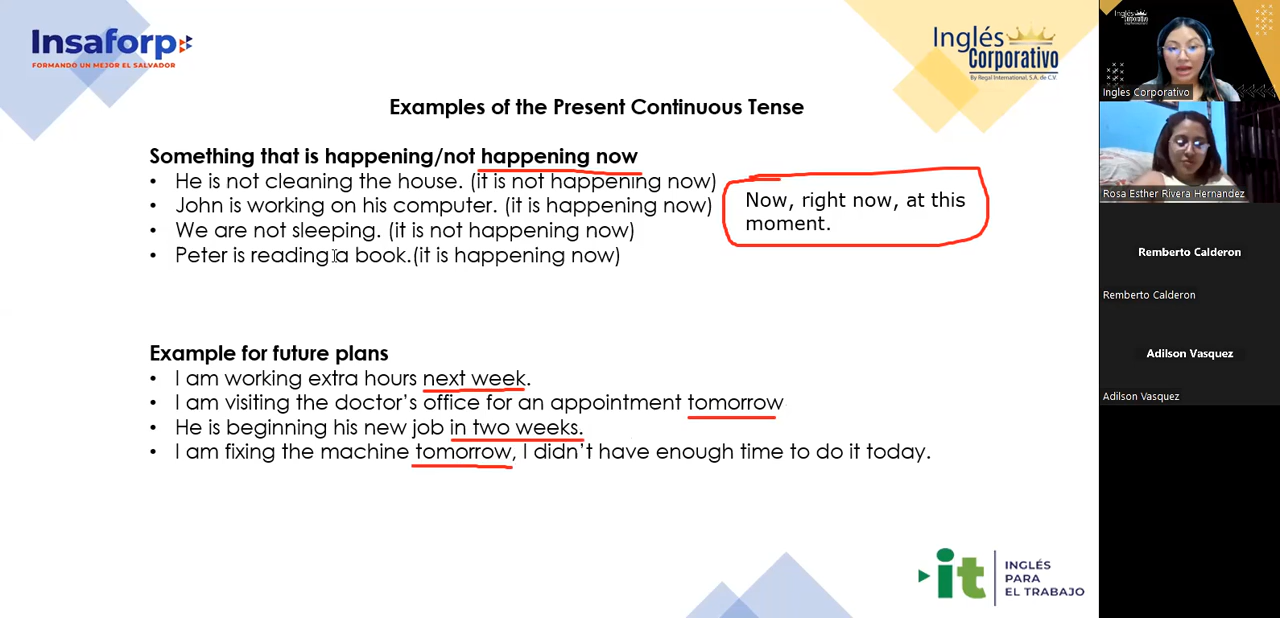 Insaforp
FORMANDO UN MEJOR EL SALVADOR
Inglés
Corporativo
By Regal International, S.A. de C.V.
Examples of the Present Continuous Tense
Something that is happening/not happening now
• He is not cleaning the house. (it is not happening now)
• John is working on his computer. (it is happening now)
• We are not sleeping. (it is not happening now)
• Peter is reading a book.(it is happening now)
Now, right now, at this
moment.
Example for future plans
• I am working extra hours next week.
• I am visiting the doctor’s office for an appointment tomorrow
• He is beginning his new job in two weeks.
• I am fixing the machine tomorrow, I didn’t have enough time to do it today.
it
INGLÉS
PARA
EL TRABAJO
Inglés
Corporativo
Ingles Corporativo
Rosa Esther Rivera Hernandez
Remberto Calderon
Remberto Calderon
Adilson Vasquez
Adilson Vasquez